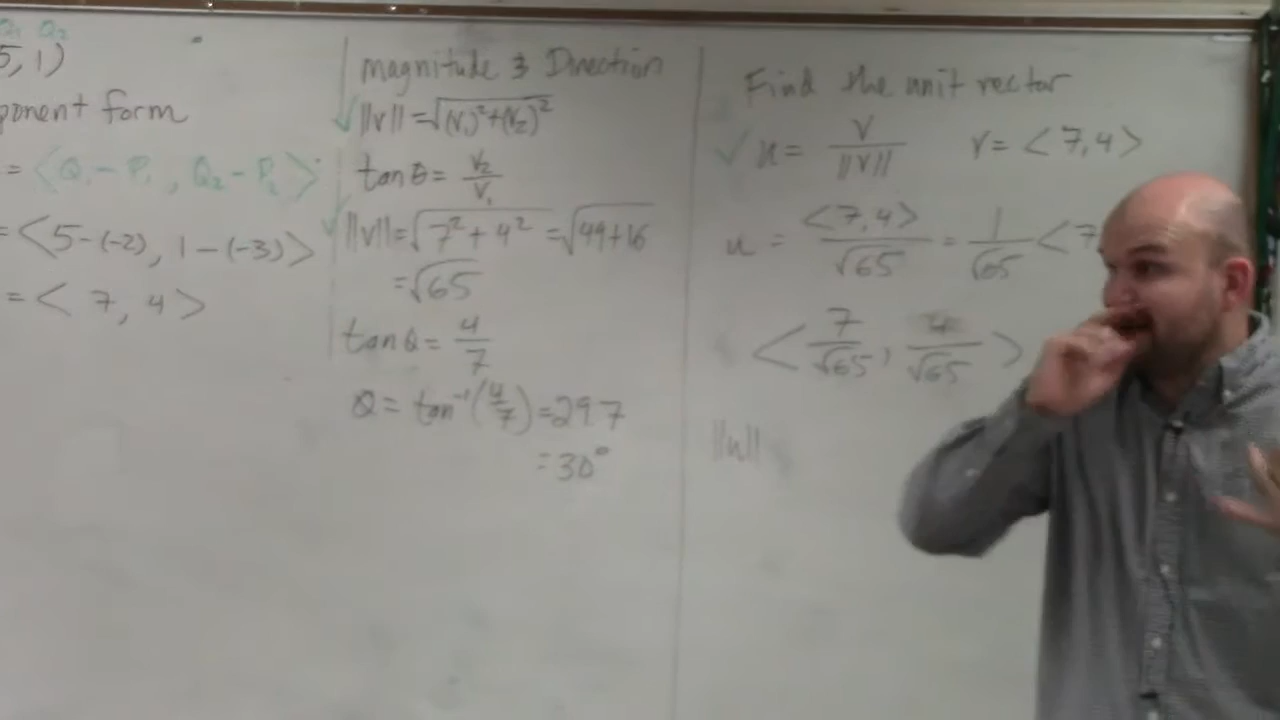 Q₁ Q₂
5, 1)
ponent form
= <Q₁ - P₁, Q₂ - P₂>
= <5-(-2), 1-(-3)>
= < 7, 4 >
magnitude & Direction
||v|| = √(v₁)²+(v₂)²
tan θ = v₂/v₁
||v|| = √7² + 4² = √49+16
= √65
tan θ = 4/7
θ = tan⁻¹(4/7) = 29.7
= 30°
Find the unit vector
u = v/||v|| v = <7,4>
u = <7,4>/√65 = 1/√65 <7
< 7/√65, 4/√65 >
||u||